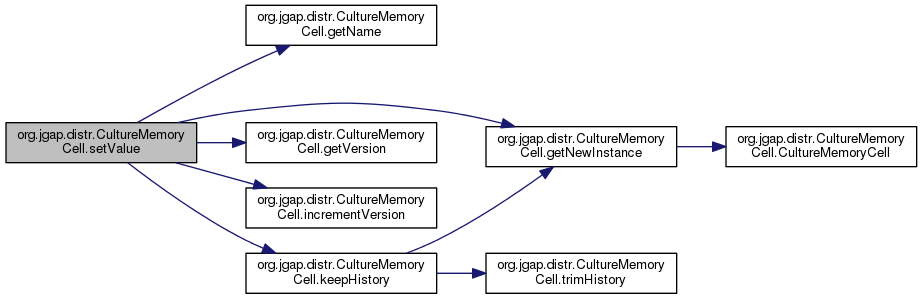 org.jgap.distr.CultureMemory
Cell.getName
org.jgap.distr.CultureMemory
Cell.setValue
org.jgap.distr.CultureMemory
Cell.getVersion
org.jgap.distr.CultureMemory
Cell.getNewInstance
org.jgap.distr.CultureMemory
Cell.CultureMemoryCell
org.jgap.distr.CultureMemory
Cell.incrementVersion
org.jgap.distr.CultureMemory
Cell.keepHistory
org.jgap.distr.CultureMemory
Cell.trimHistory